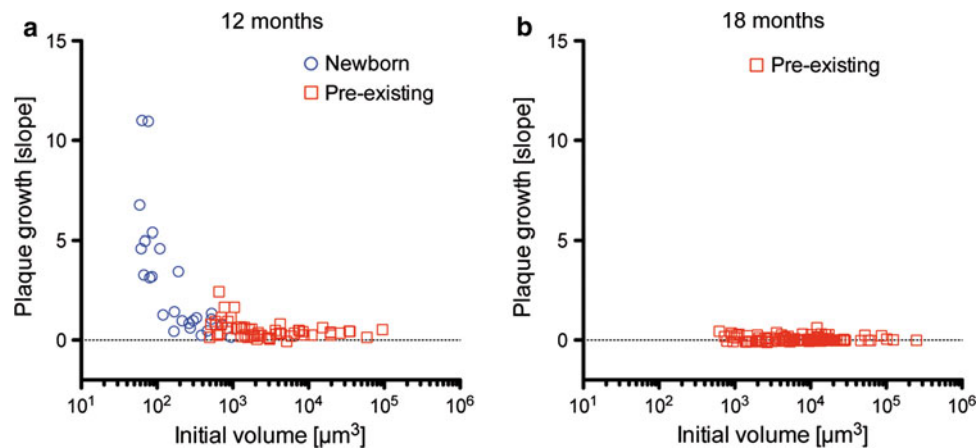 a
12 months
b
18 months
Newborn
Pre-existing
Pre-existing
Plaque growth [slope]
15
10
5
0
10¹ 10² 10³ 10⁴ 10⁵ 10⁶
Initial volume [µm³]
Plaque growth [slope]
15
10
5
0
10¹ 10² 10³ 10⁴ 10⁵ 10⁶
Initial volume [µm³]